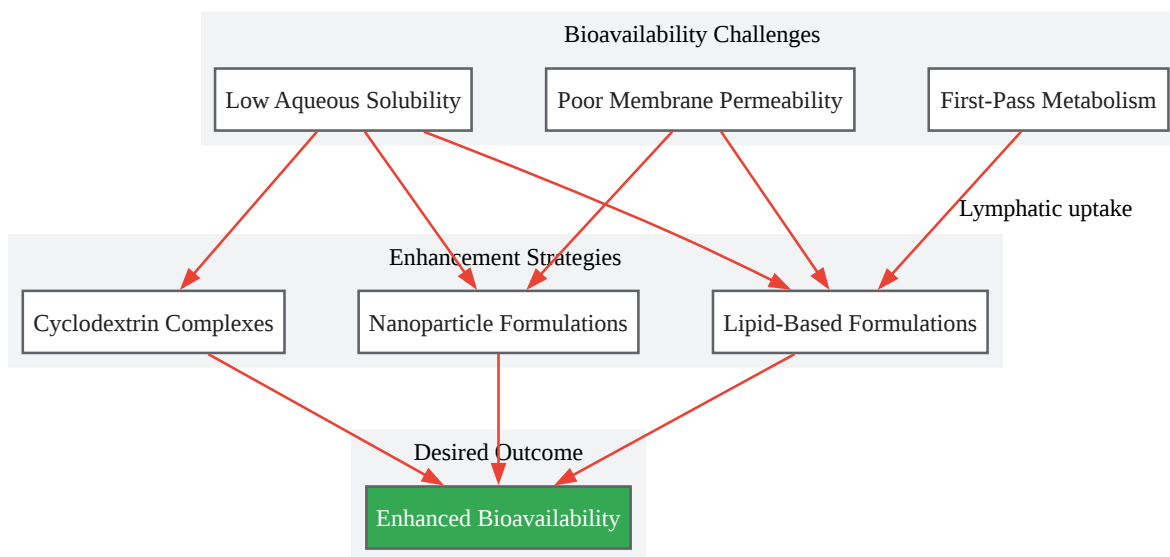 Bioavailability Challenges
Low Aqueous Solubility
Poor Membrane Permeability
First-Pass Metabolism
Lymphatic uptake
Enhancement Strategies
Cyclodextrin Complexes
Nanoparticle Formulations
Lipid-Based Formulations
Desired Outcome
Enhanced Bioavailability